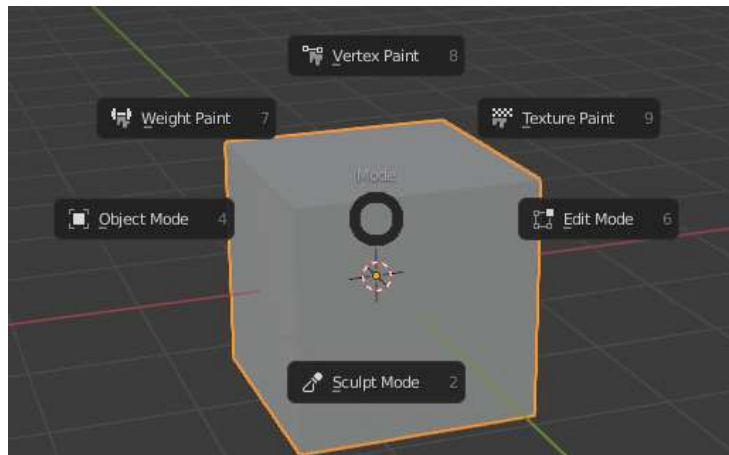 Vertex Paint 8
Weight Paint 7
Texture Paint 9
Mode
Object Mode 4
Edit Mode 6
Sculpt Mode 2